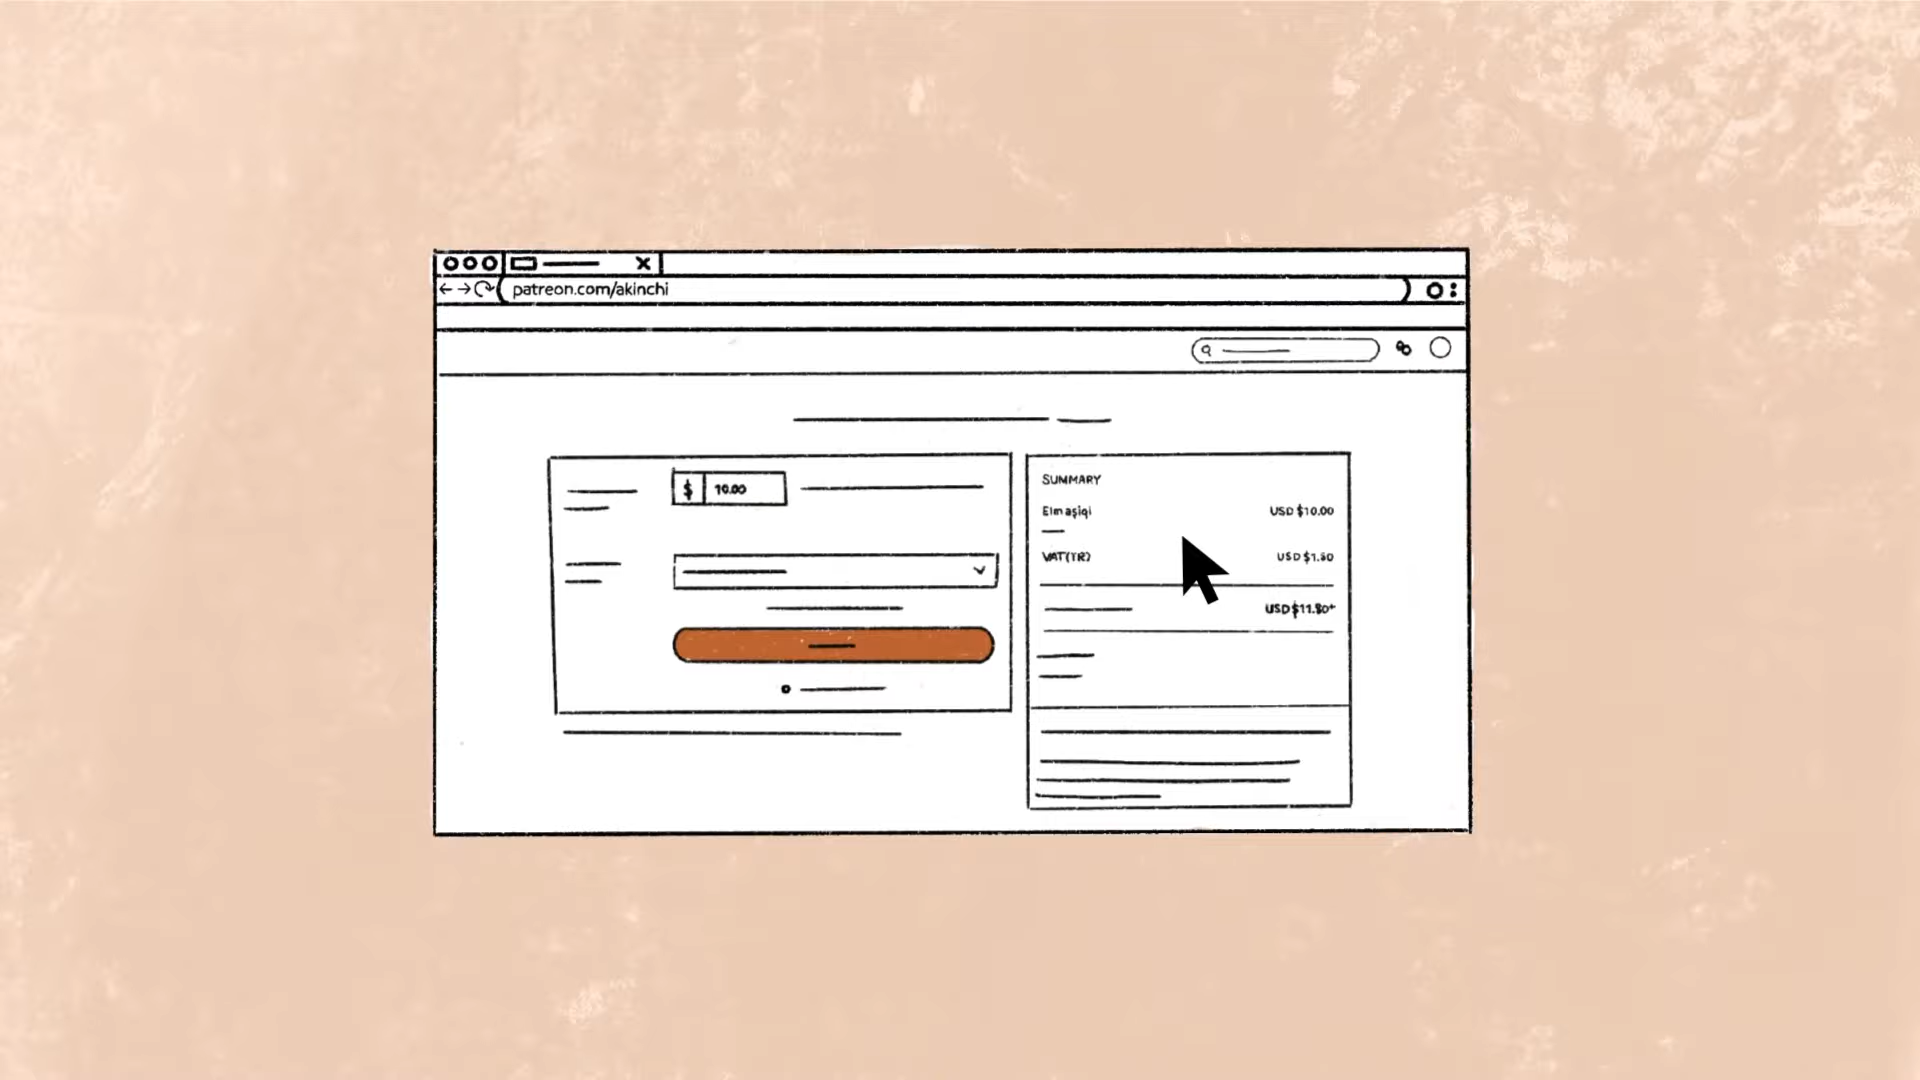 patreon.com/akinchi
$ 10.00
SUMMARY
Elm aşiqi USD $10.00
VAT(TR) USD $1.80
USD $11.80*